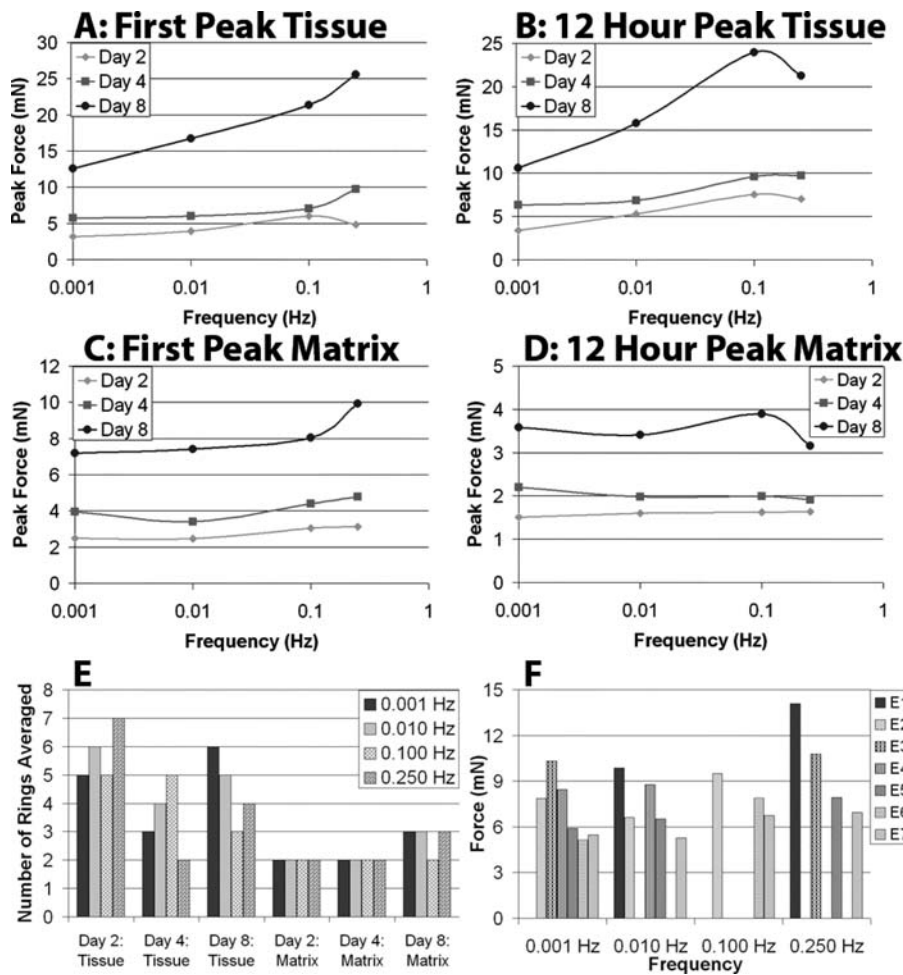 A: First Peak Tissue
30
25
20
15
10
5
0
Peak Force (mN)
Day 2
Day 4
Day 8
0.001
0.01
0.1
1
Frequency (Hz)
B: 12 Hour Peak Tissue
25
20
15
10
5
0
Peak Force (mN)
Day 2
Day 4
Day 8
0.001
0.01
0.1
1
Frequency (Hz)
C: First Peak Matrix
12
10
8
6
4
2
0
Peak Force (mN)
Day 2
Day 4
Day 8
0.001
0.01
0.1
1
Frequency (Hz)
D: 12 Hour Peak Matrix
5
4
3
2
1
0
Peak Force (mN)
Day 2
Day 4
Day 8
0.001
0.01
0.1
1
Frequency (Hz)
E
8
7
6
5
4
3
2
1
0
Number of Rings Averaged
0.001 Hz
0.010 Hz
0.100 Hz
0.250 Hz
Day 2: Tissue
Day 4: Tissue
Day 8: Tissue
Day 2: Matrix
Day 4: Matrix
Day 8: Matrix
F
15
12
9
6
3
0
Force (mN)
E1
E2
E3
E4
E5
E6
E7
0.001 Hz
0.010 Hz
0.100 Hz
0.250 Hz
Frequency